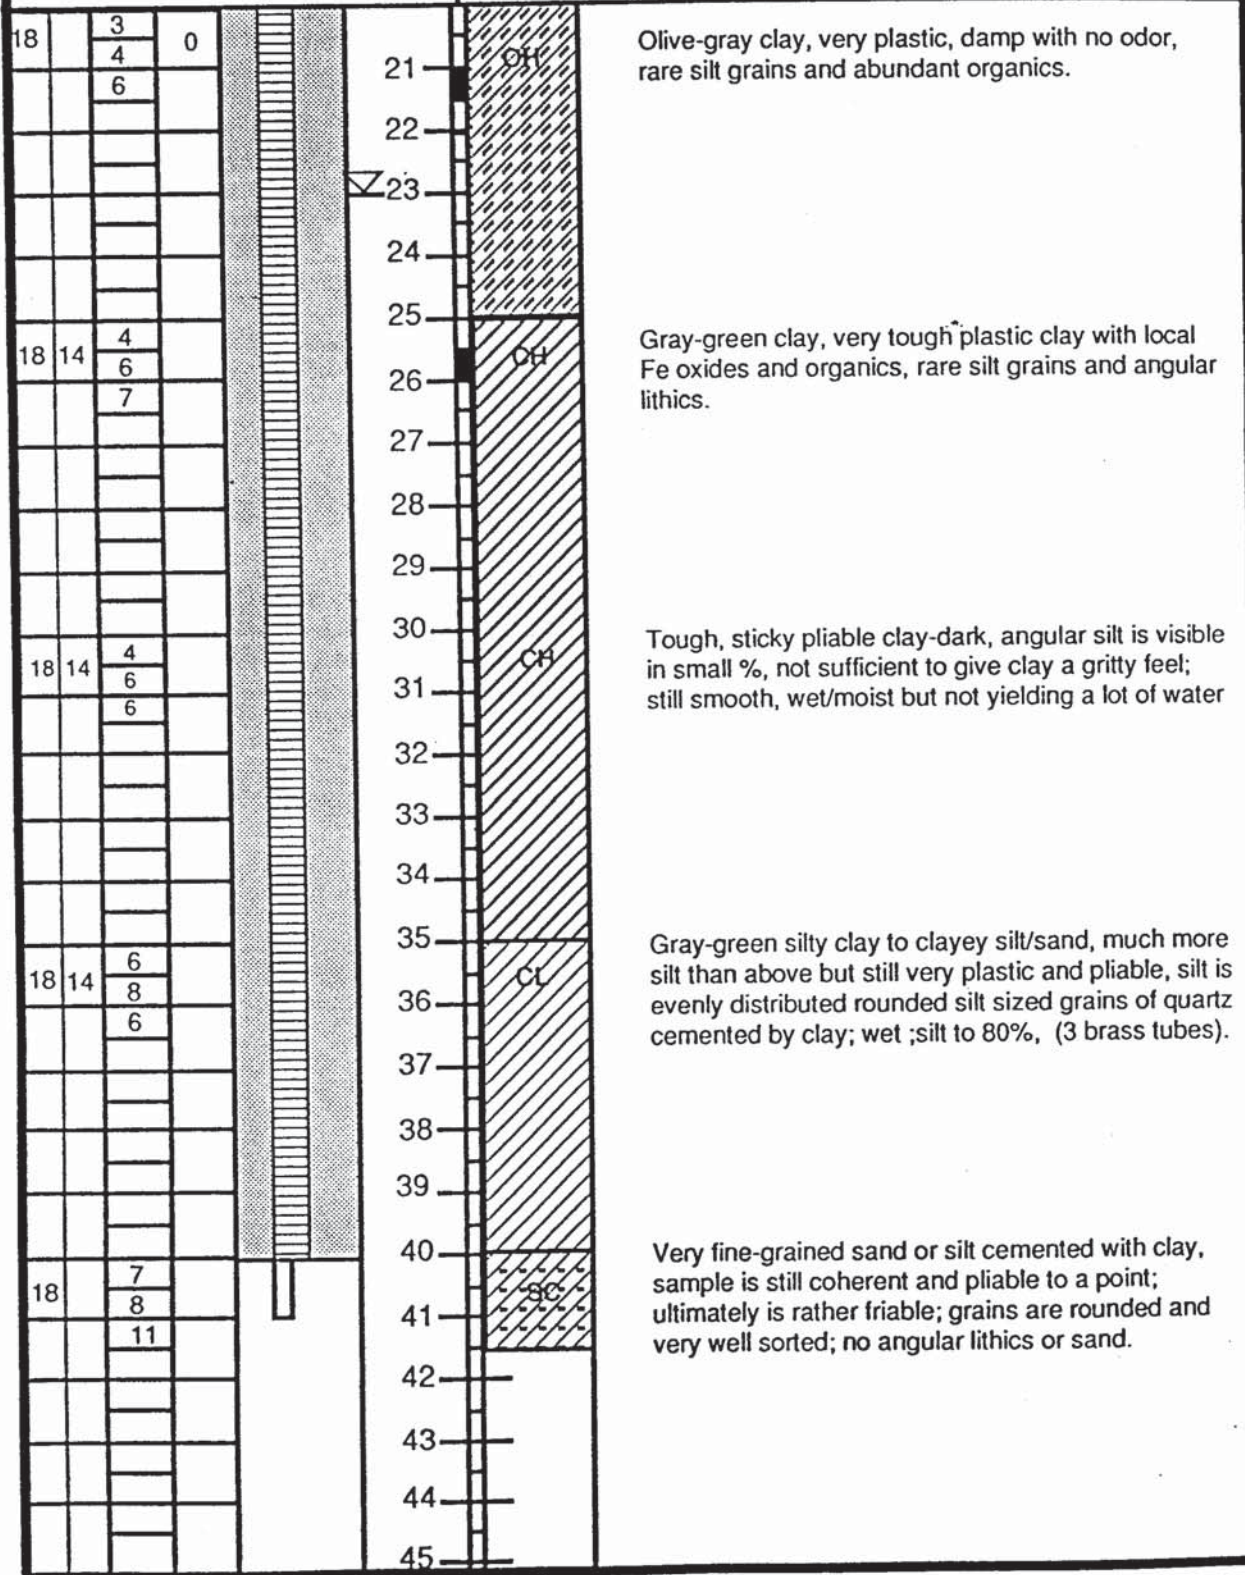 18 3 0
4
6
21
OH
Olive-gray clay, very plastic, damp with no odor,
rare silt grains and abundant organics.
22
23
24
25
18 14 4
6
7
CH
26
Gray-green clay, very tough plastic clay with local
Fe oxides and organics, rare silt grains and angular
lithics.
27
28
29
30
18 14 4
6
6
CH
31
Tough, sticky pliable clay-dark, angular silt is visible
in small %, not sufficient to give clay a gritty feel;
still smooth, wet/moist but not yielding a lot of water
32
33
34
35
18 14 6
8
6
CL
36
Gray-green silty clay to clayey silt/sand, much more
silt than above but still very plastic and pliable, silt is
evenly distributed rounded silt sized grains of quartz
cemented by clay; wet ;silt to 80%, (3 brass tubes).
37
38
39
40
18 7
8
11
SC
41
Very fine-grained sand or silt cemented with clay,
sample is still coherent and pliable to a point;
ultimately is rather friable; grains are rounded and
very well sorted; no angular lithics or sand.
42
43
44
45